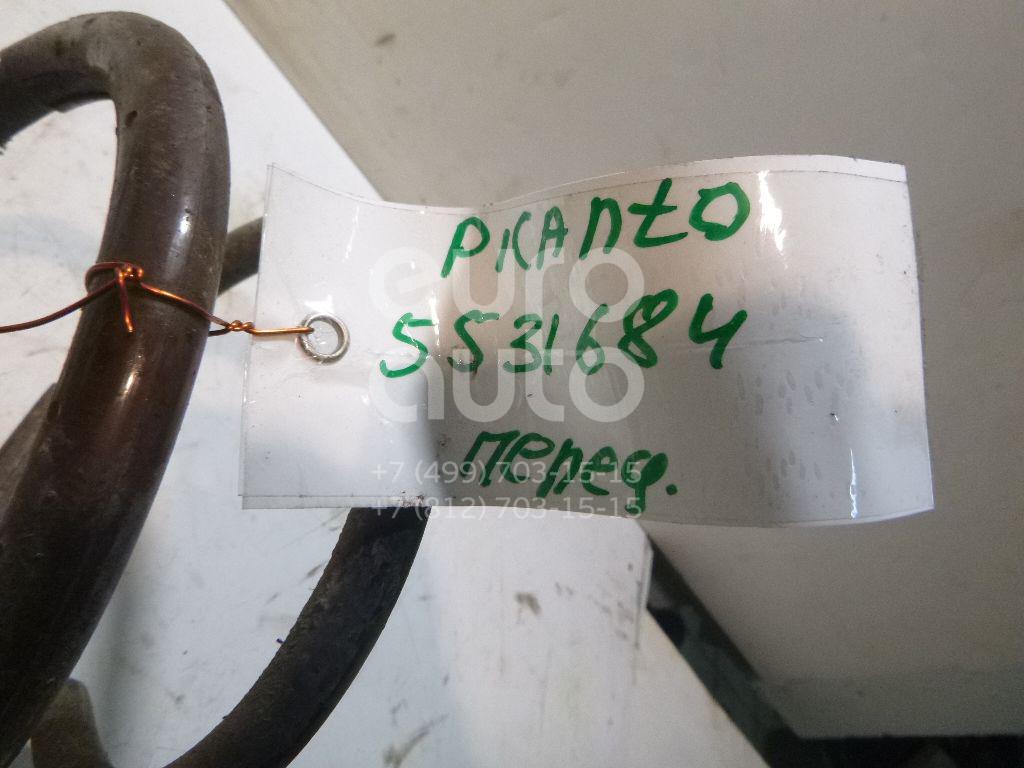 PICANTO
5531684
euro
auto
перед.
+7 (499) 703-15-15
+7 (812) 703-15-15